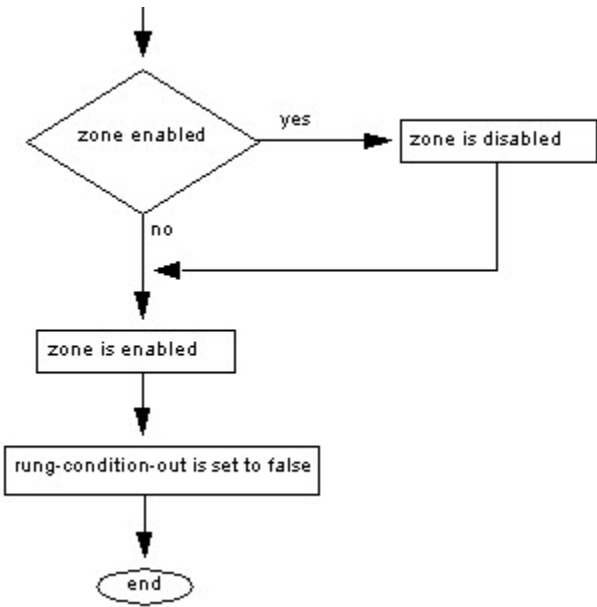 zone enabled
yes
zone is disabled
no
zone is enabled
rung-condition-out is set to false
end